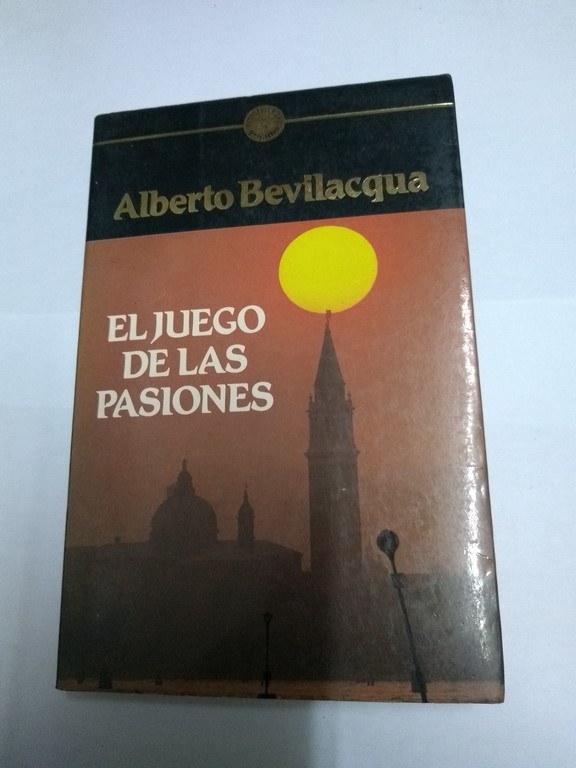 Alberto Bevilacqua
EL JUEGO
DE LAS
PASIONES